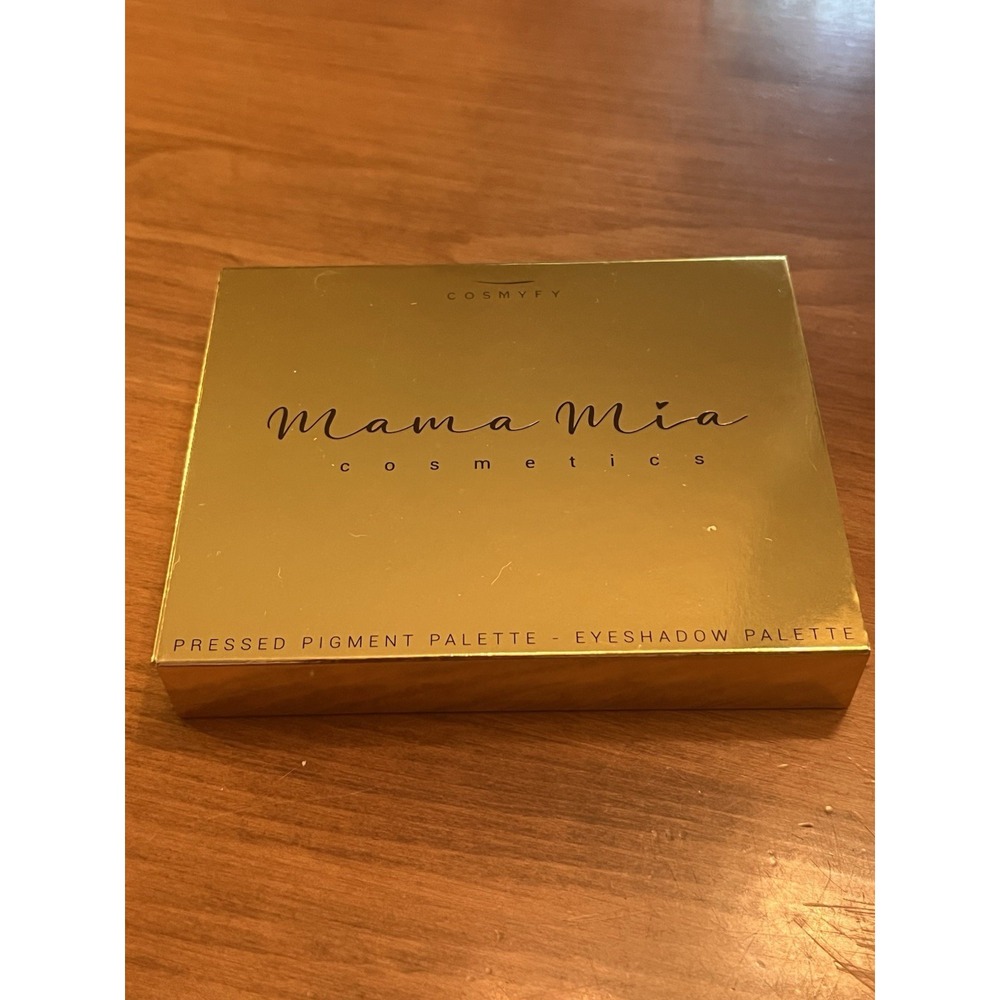 COSMYFY
Mama Mia
cosmetics
PRESSED PIGMENT PALETTE - EYESHADOW PALETTE